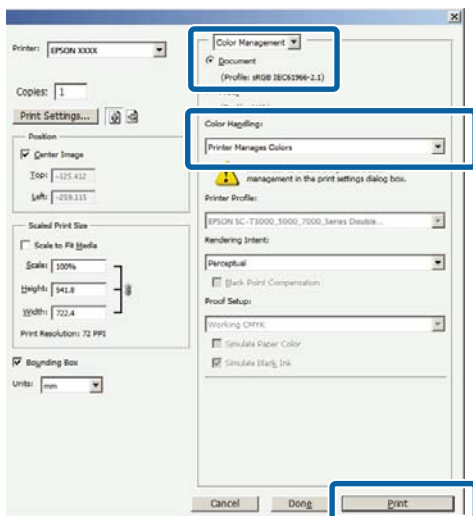 Printer: EPSON XXXX
Copies: 1
Print Settings...
Position
Center Image
Top: -125.412
Left: -259.115
Scaled Print Size
Scale to Fit Media
Scale: 100%
Height: 541.8
Width: 722.4
Print Resolution: 72 PPI
Bounding Box
Units: mm
Color Management
Document
(Profile: sRGB IEC61966-2.1)
Color Handling:
Printer Manages Colors
management in the print settings dialog box.
Printer Profile:
EPSON SC-T3000_5000_7000_Series Double...
Rendering Intent:
Perceptual
Black Point Compensation
Proof Setup:
Working CMYK
Simulate Paper Color
Simulate Black Ink
Cancel
Done
Print